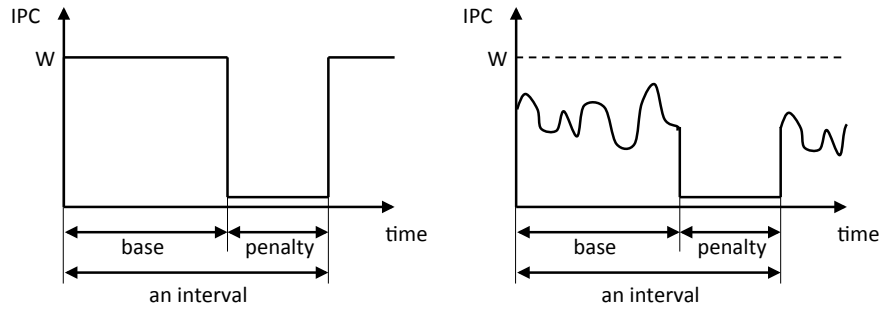 IPC
W
time
base
penalty
an interval
IPC
W
time
base
penalty
an interval